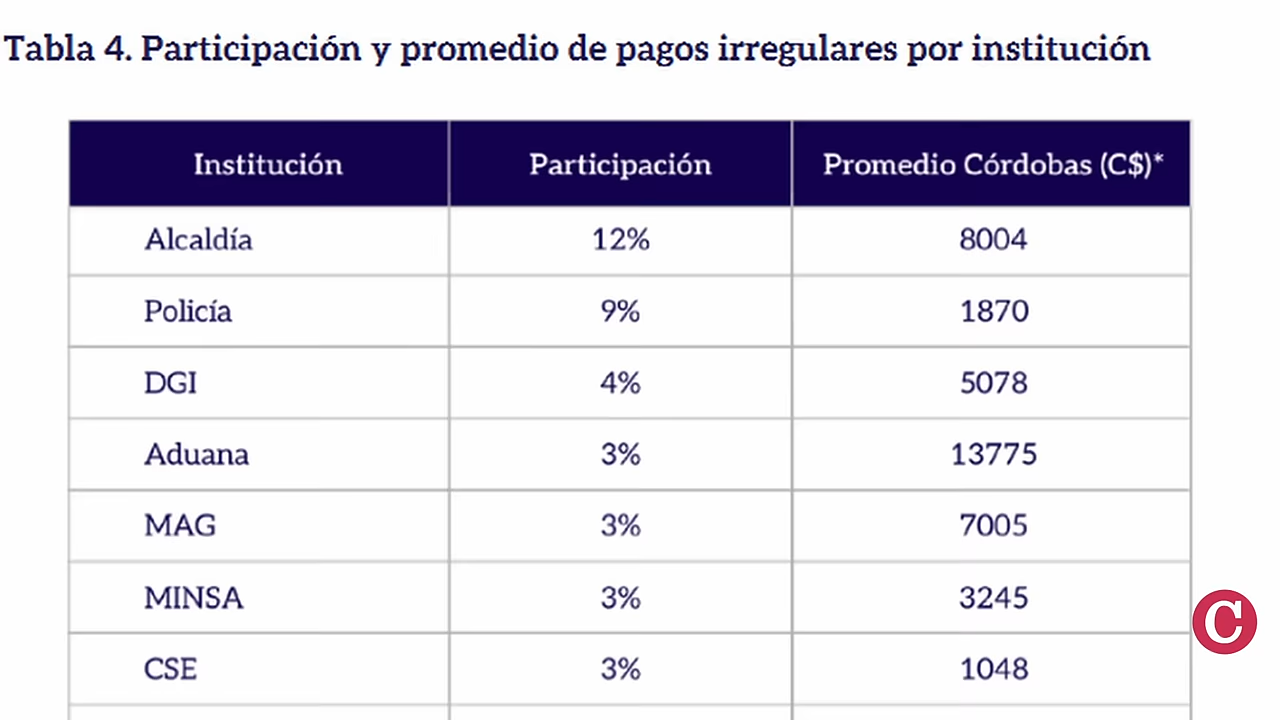 Tabla 4. Participación y promedio de pagos irregulares por institución
Institución Participación Promedio Córdobas (C$)*
Alcaldía 12% 8004
Policía 9% 1870
DGI 4% 5078
Aduana 3% 13775
MAG 3% 7005
MINSA 3% 3245
CSE 3% 1048
C